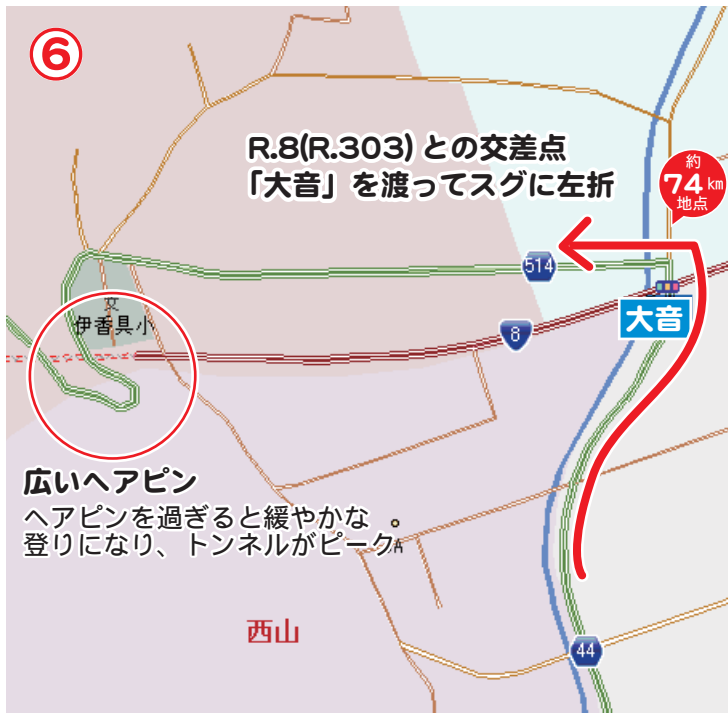 ⑥
R.8(R.303) との交差点
「大音」を渡ってスグに左折
約
74km
地点
514
大音
8
文
伊香具小
広いヘアピン
ヘアピンを過ぎると緩やかな
登りになり、トンネルがピーク
A
西山
44